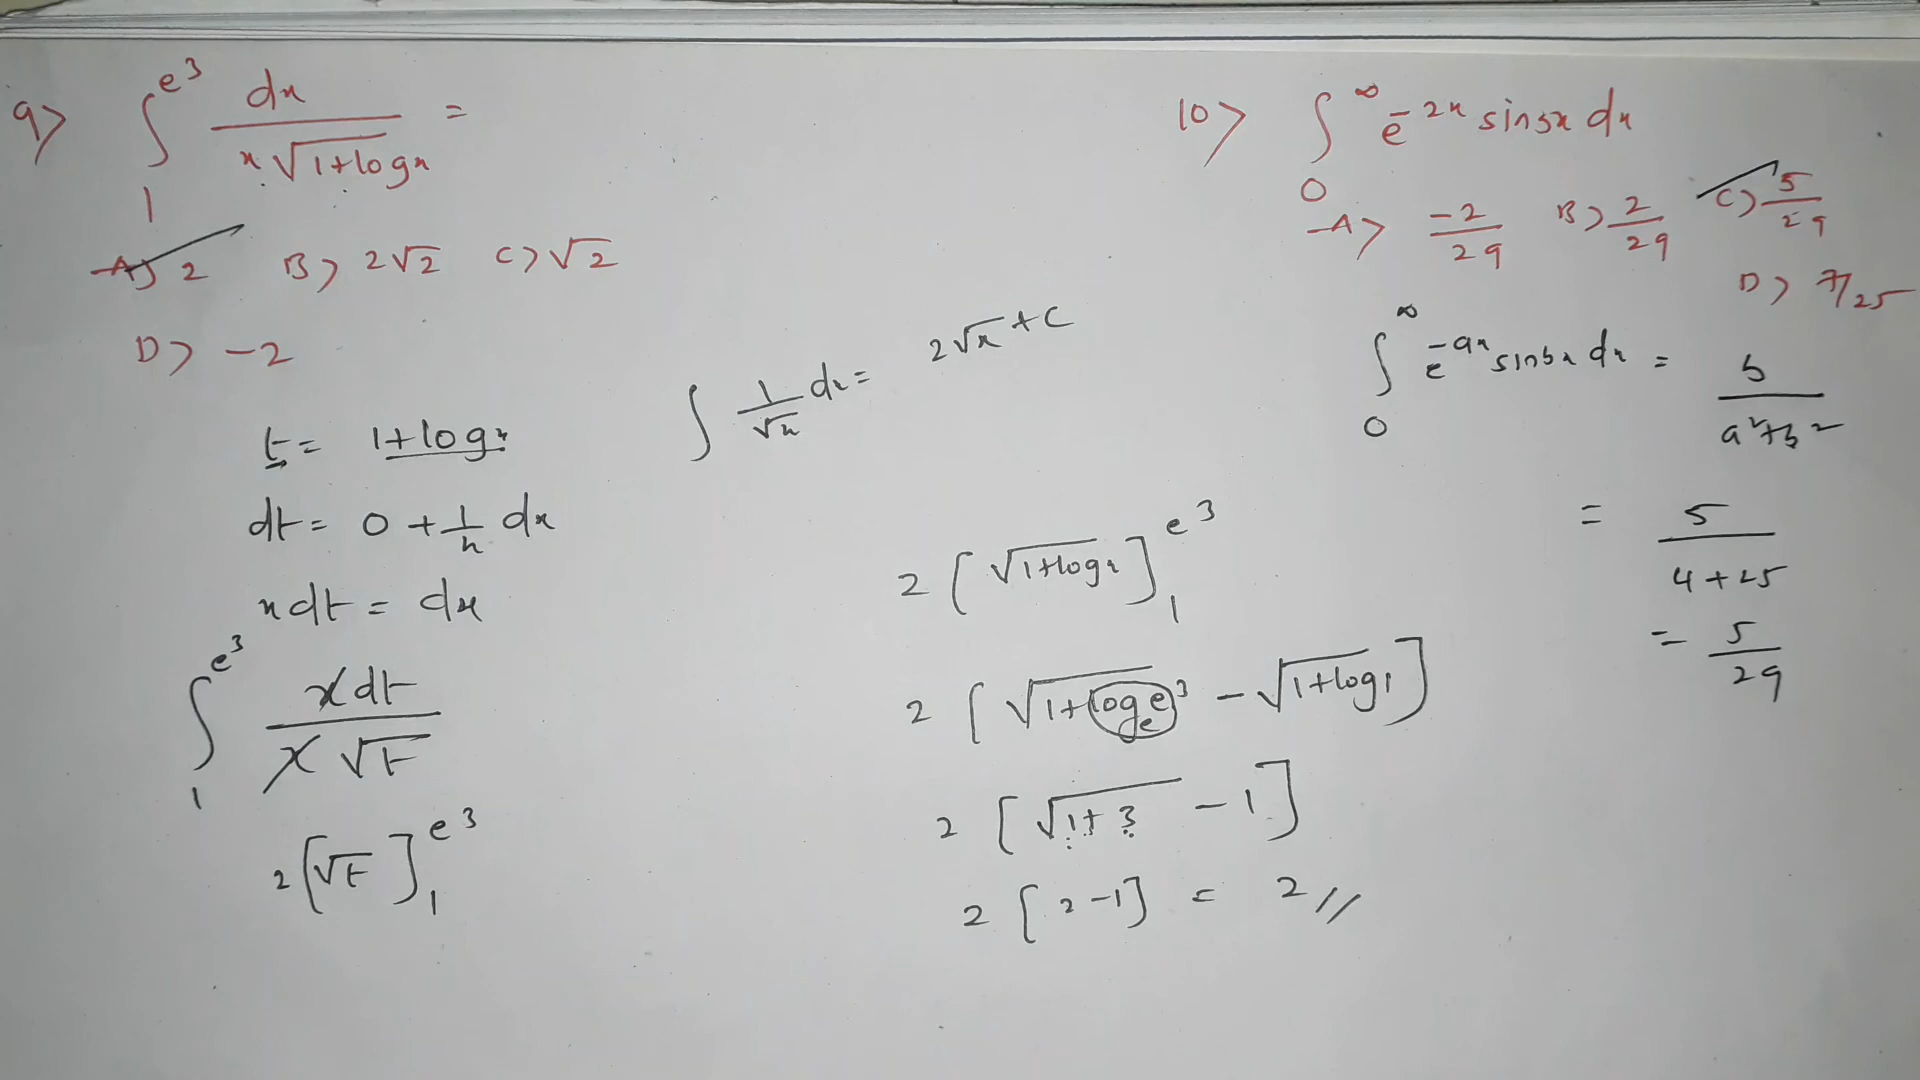 9> ∫₁^e³ dx / x√1+logx =
A> 2 B> 2√2 C> √2
D> -2
t = 1+logx
dt = 0 + 1/x dx
xdt = dx
∫₁^e³ xdt / x√t
2[√t]₁^e³
∫ 1/√x dx = 2√x + C
2[√1+logx]₁^e³
2[√1+logₑe³ - √1+log1]
2[√1+3 - 1]
2[2-1] = 2//
10> ∫₀^∞ e^-2x sin5x dx
A> -2/29 B> 2/29 C> 5/29
D> 7/25
∫₀^∞ e^-ax sinbx dx = b / a²+b²
= 5 / 4+25
= 5/29